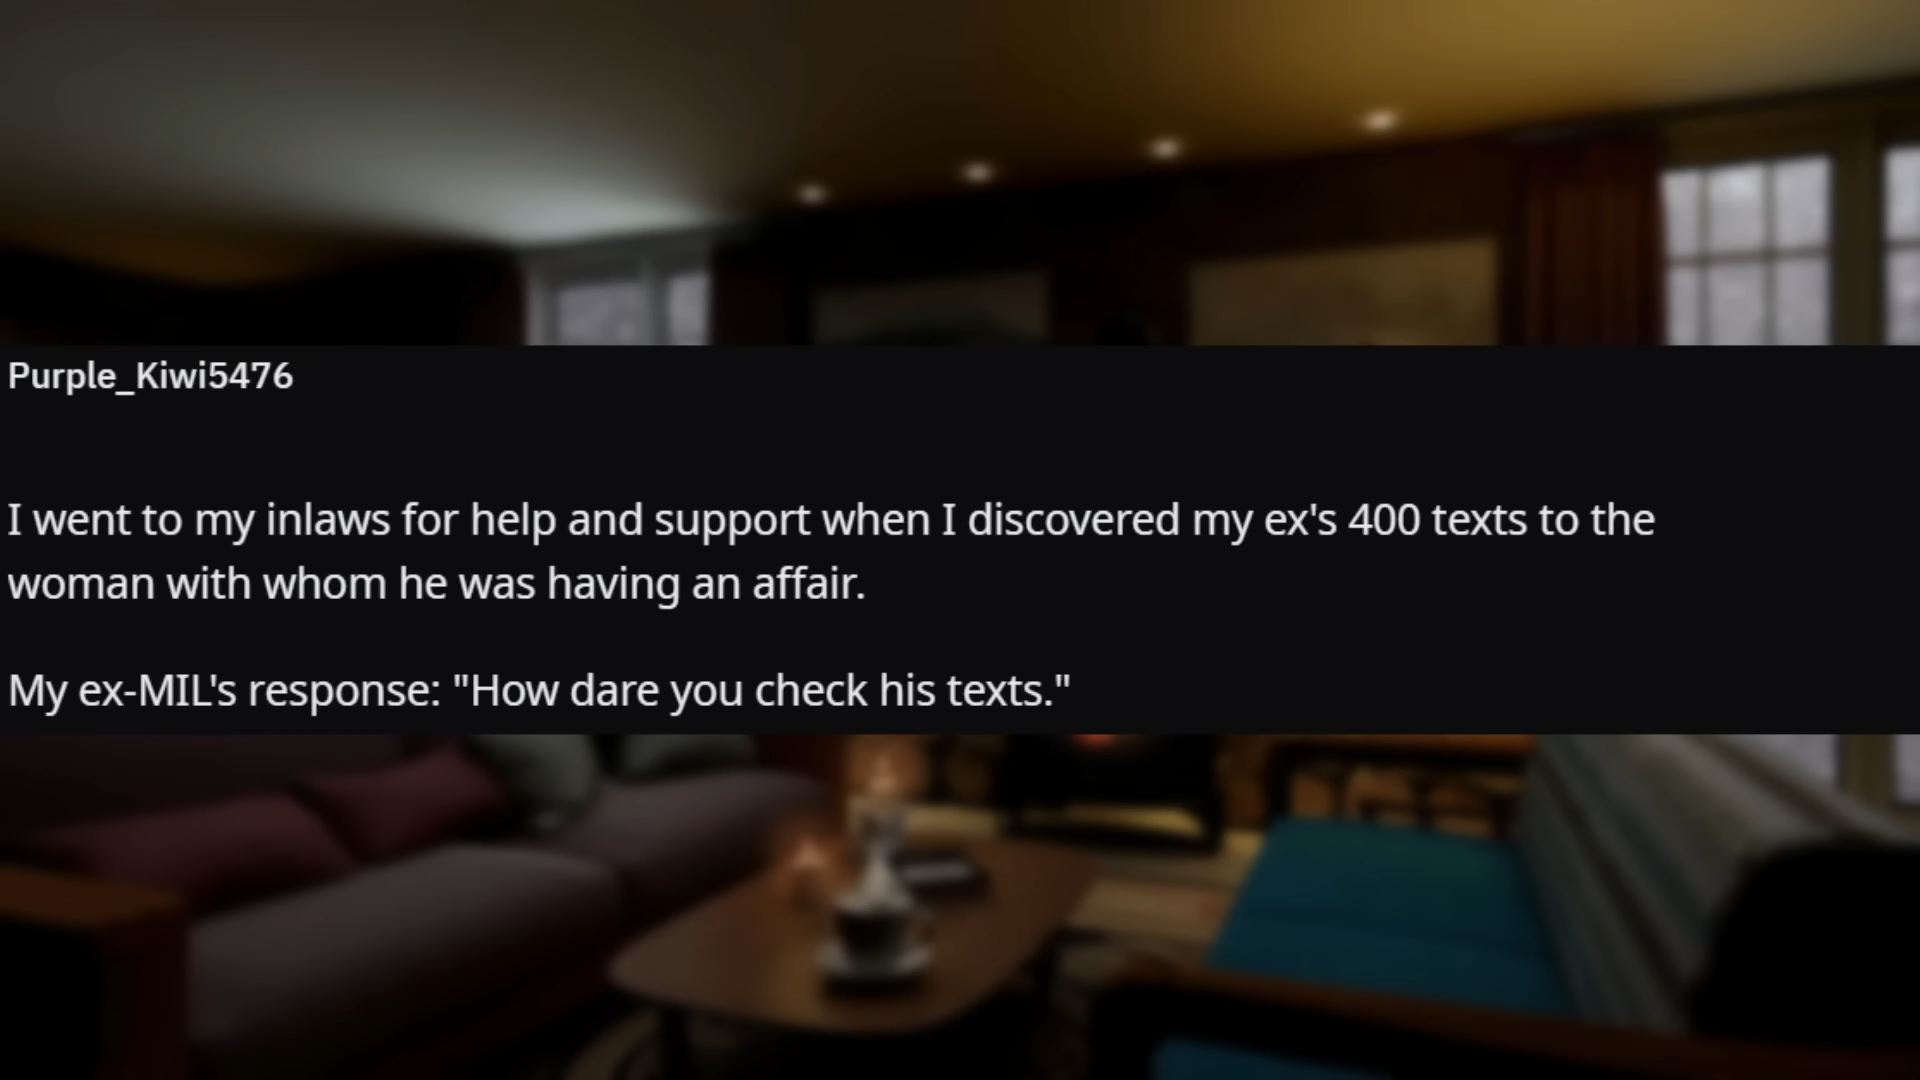 Purple_Kiwi5476
I went to my inlaws for help and support when I discovered my ex's 400 texts to the
woman with whom he was having an affair.
My ex-MIL's response: "How dare you check his texts."